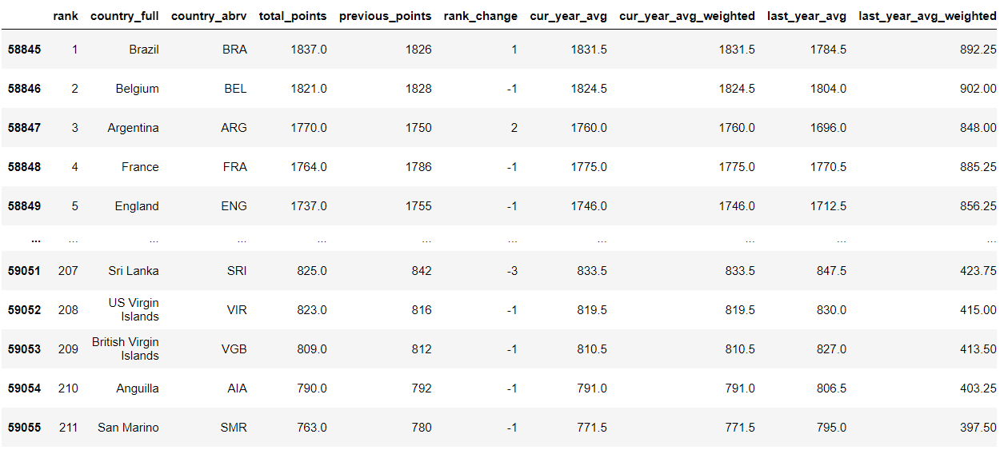 rank country_full country_abrv total_points previous_points rank_change cur_year_avg cur_year_avg_weighted last_year_avg last_year_avg_weighted
58845 1 Brazil BRA 1837.0 1826 1 1831.5 1831.5 1784.5 892.25
58846 2 Belgium BEL 1821.0 1828 -1 1824.5 1824.5 1804.0 902.00
58847 3 Argentina ARG 1770.0 1750 2 1760.0 1760.0 1696.0 848.00
58848 4 France FRA 1764.0 1786 -1 1775.0 1775.0 1770.5 885.25
58849 5 England ENG 1737.0 1755 -1 1746.0 1746.0 1712.5 856.25
... ... ... ... ... ... ... ... ... ... ...
59051 207 Sri Lanka SRI 825.0 842 -3 833.5 833.5 847.5 423.75
59052 208 US Virgin
Islands VIR 823.0 816 -1 819.5 819.5 830.0 415.00
59053 209 British Virgin
Islands VGB 809.0 812 -1 810.5 810.5 827.0 413.50
59054 210 Anguilla AIA 790.0 792 -1 791.0 791.0 806.5 403.25
59055 211 San Marino SMR 763.0 780 -1 771.5 771.5 795.0 397.50